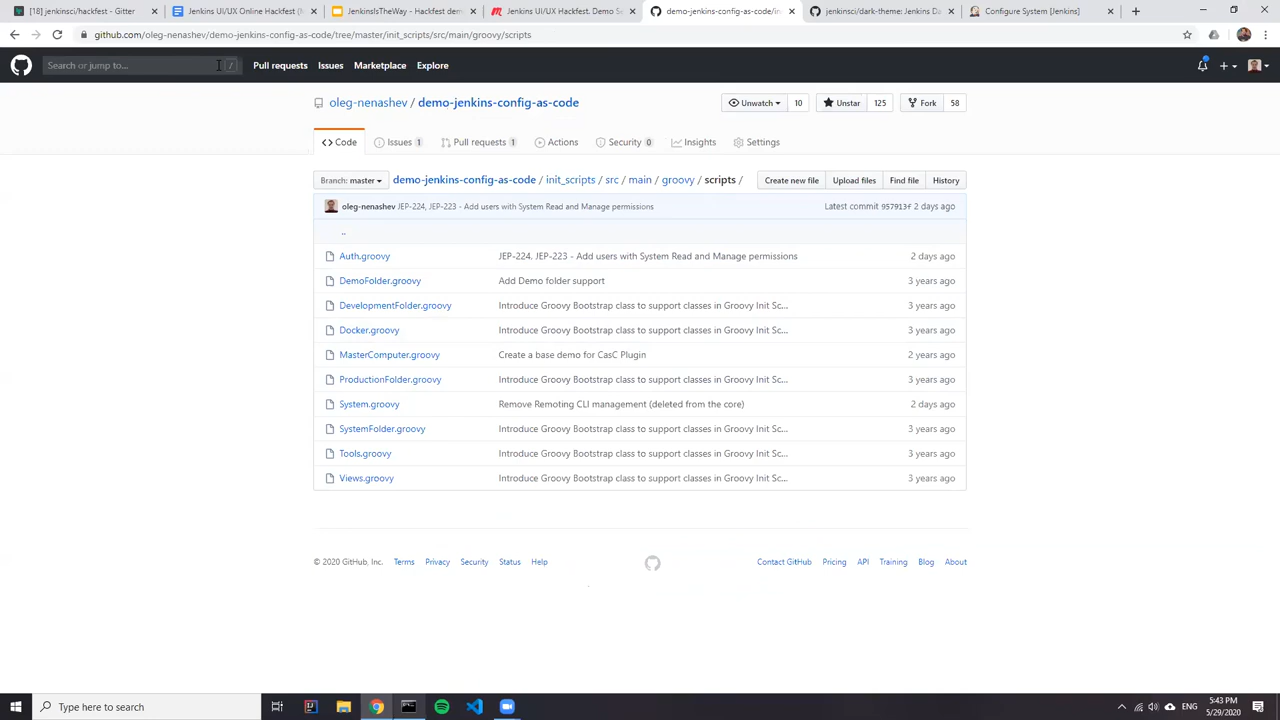 [18] jenkinsci/hackfest - Gitter
Jenkins UI/UX Online Hackfest (M
JenkinsIsTheWay - Hackfest demo
Jenkins UI/UX Hackfest. Demo Se
demo-jenkins-config-as-code/in
jenkinsci/dark-theme: Jenkins Da
Configure System [Jenkins]
github.com/oleg-nenashev/demo-jenkins-config-as-code/tree/master/init_scripts/src/main/groovy/scripts
Search or jump to...
/
Pull requests
Issues
Marketplace
Explore
oleg-nenashev / demo-jenkins-config-as-code
Unwatch
10
Unstar
125
Fork
58
Code
Issues 1
Pull requests 1
Actions
Security 0
Insights
Settings
Branch: master
demo-jenkins-config-as-code / init_scripts / src / main / groovy / scripts /
Create new file
Upload files
Find file
History
oleg-nenashev JEP-224, JEP-223 - Add users with System Read and Manage permissions
Latest commit 957913f 2 days ago
..
Auth.groovy JEP-224, JEP-223 - Add users with System Read and Manage permissions 2 days ago
DemoFolder.groovy Add Demo folder support 3 years ago
DevelopmentFolder.groovy Introduce Groovy Bootstrap class to support classes in Groovy Init Sc... 3 years ago
Docker.groovy Introduce Groovy Bootstrap class to support classes in Groovy Init Sc... 3 years ago
MasterComputer.groovy Create a base demo for CasC Plugin 2 years ago
ProductionFolder.groovy Introduce Groovy Bootstrap class to support classes in Groovy Init Sc... 3 years ago
System.groovy Remove Remoting CLI management (deleted from the core) 2 days ago
SystemFolder.groovy Introduce Groovy Bootstrap class to support classes in Groovy Init Sc... 3 years ago
Tools.groovy Introduce Groovy Bootstrap class to support classes in Groovy Init Sc... 3 years ago
Views.groovy Introduce Groovy Bootstrap class to support classes in Groovy Init Sc... 3 years ago
© 2020 GitHub, Inc.
Terms
Privacy
Security
Status
Help
Contact GitHub
Pricing
API
Training
Blog
About
Type here to search
ENG
5:43 PM
5/29/2020